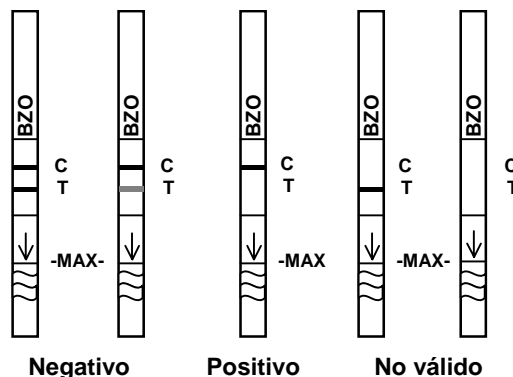 BZO
BZO
BZO
BZO
BZO
C
C
C
C
T
T
T
T
-MAX-
-MAX
-MAX-
Negativo
Positivo
No válido